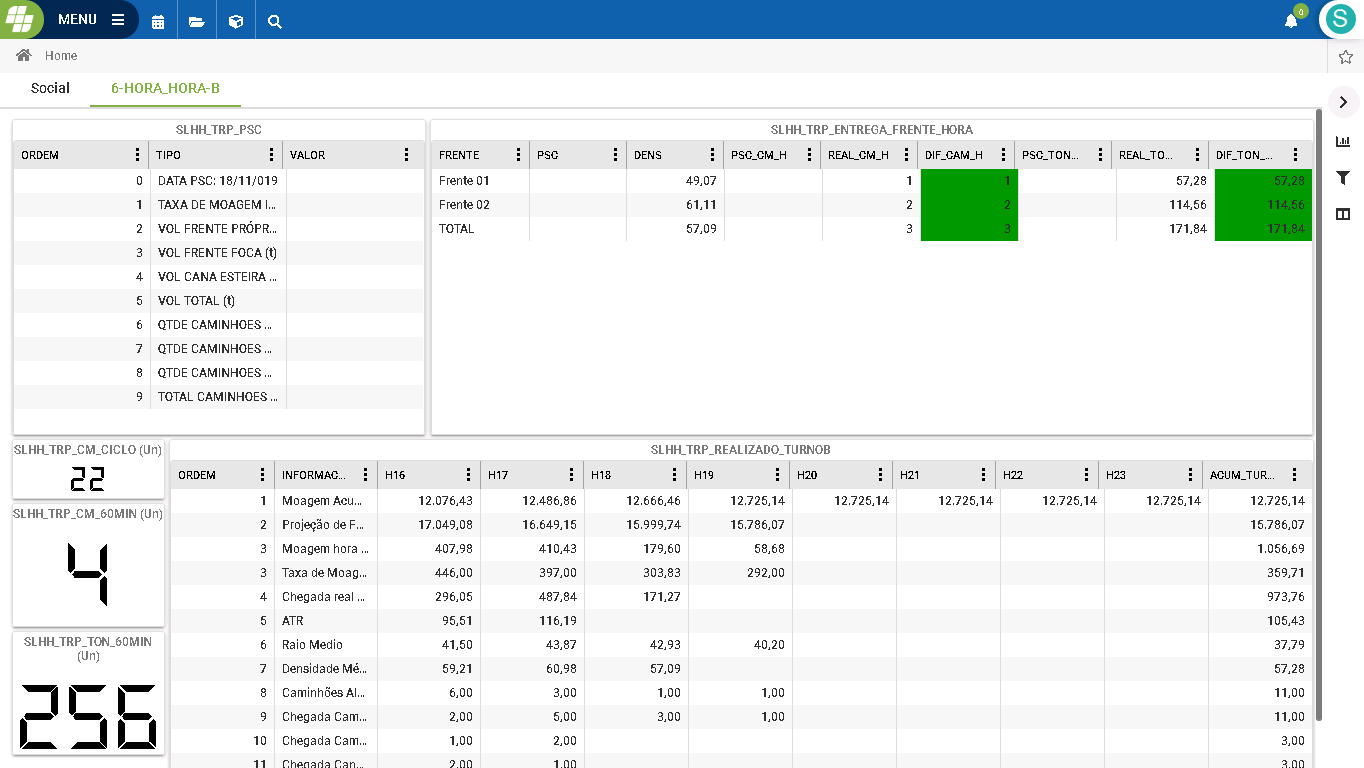 MENU
0
S
Home
Social 6-HORA_HORA-B
SLHH_TRP_PSC
ORDEM TIPO VALOR
0 DATA PSC: 18/11/019
1 TAXA DE MOAGEM I...
2 VOL FRENTE PRÓPR...
3 VOL FRENTE FOCA (t)
4 VOL CANA ESTEIRA ...
5 VOL TOTAL (t)
6 QTDE CAMINHOES ...
7 QTDE CAMINHOES ...
8 QTDE CAMINHOES ...
9 TOTAL CAMINHOES ...
SLHH_TRP_ENTREGA_FRENTE_HORA
FRENTE PSC DENS PSC_CM_H REAL_CM_H DIF_CAM_H PSC_TON... REAL_TO... DIF_TON_...
Frente 01 49,07 1 1 57,28 57,28
Frente 02 61,11 2 2 114,56 114,56
TOTAL 57,09 3 3 171,84 171,84
SLHH_TRP_CM_CICLO (Un)
22
SLHH_TRP_CM_60MIN (Un)
4
SLHH_TRP_TON_60MIN
(Un)
256
SLHH_TRP_REALIZADO_TURNOB
ORDEM INFORMAC... H16 H17 H18 H19 H20 H21 H22 H23 ACUM_TUR...
1 Moagem Acu... 12.076,43 12.486,86 12.666,46 12.725,14 12.725,14 12.725,14 12.725,14 12.725,14 12.725,14
2 Projeção de F... 17.049,08 16.649,15 15.999,74 15.786,07 15.786,07
3 Moagem hora ... 407,98 410,43 179,60 58,68 1.056,69
3 Taxa de Moag... 446,00 397,00 303,83 292,00 359,71
4 Chegada real ... 296,05 487,84 171,27 973,76
5 ATR 95,51 116,19 105,43
6 Raio Medio 41,50 43,87 42,93 40,20 37,79
7 Densidade Mé... 59,21 60,98 57,09 57,28
8 Caminhões Al... 6,00 3,00 1,00 1,00 11,00
9 Chegada Cam... 2,00 5,00 3,00 1,00 11,00
10 Chegada Cam... 1,00 2,00 3,00
11 Chegada Can... 2,00 1,00 3,00